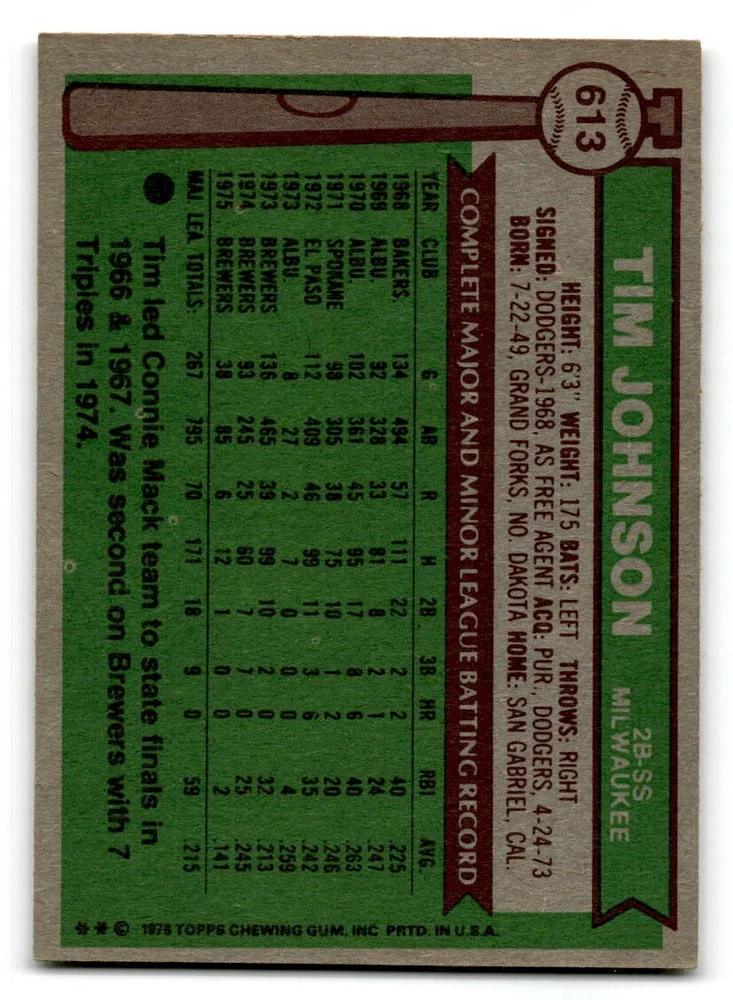 613
TIM JOHNSON
2B-SS
MILWAUKEE
HEIGHT: 6'3" WEIGHT: 175 BATS: LEFT THROWS: RIGHT
SIGNED: DODGERS-1968, AS FREE AGENT ACQ: PUR., DODGERS, 4-24-73
BORN: 7-22-49, GRAND FORKS, NO. DAKOTA HOME: SAN GABRIEL, CAL.
COMPLETE MAJOR AND MINOR LEAGUE BATTING RECORD
YEAR CLUB G AB R H 2B 3B HR RBI AVG.
1968 BAKERS. 134 494 57 111 22 2 2 40 .225
1969 ALBU. 92 328 33 81 8 2 1 24 .247
1970 ALBU. 102 361 45 95 17 8 6 40 .263
1971 SPOKANE 98 305 38 75 10 1 2 20 .246
1972 EL PASO 112 409 46 99 11 3 6 35 .242
1973 ALBU. 8 27 2 7 0 1 0 4 .259
1973 BREWERS 136 465 39 99 10 2 0 32 .213
1974 BREWERS 93 245 25 60 7 7 0 25 .245
1975 BREWERS 38 85 6 12 1 0 0 2 .141
MAJ. LEA. TOTALS: 267 795 70 171 18 9 0 59 .215
Tim led Connie Mack team to state finals in
1966 & 1967. Was second on Brewers with 7
Triples in 1974.
** © 1976 TOPPS CHEWING GUM, INC. PRTD. IN U.S.A.